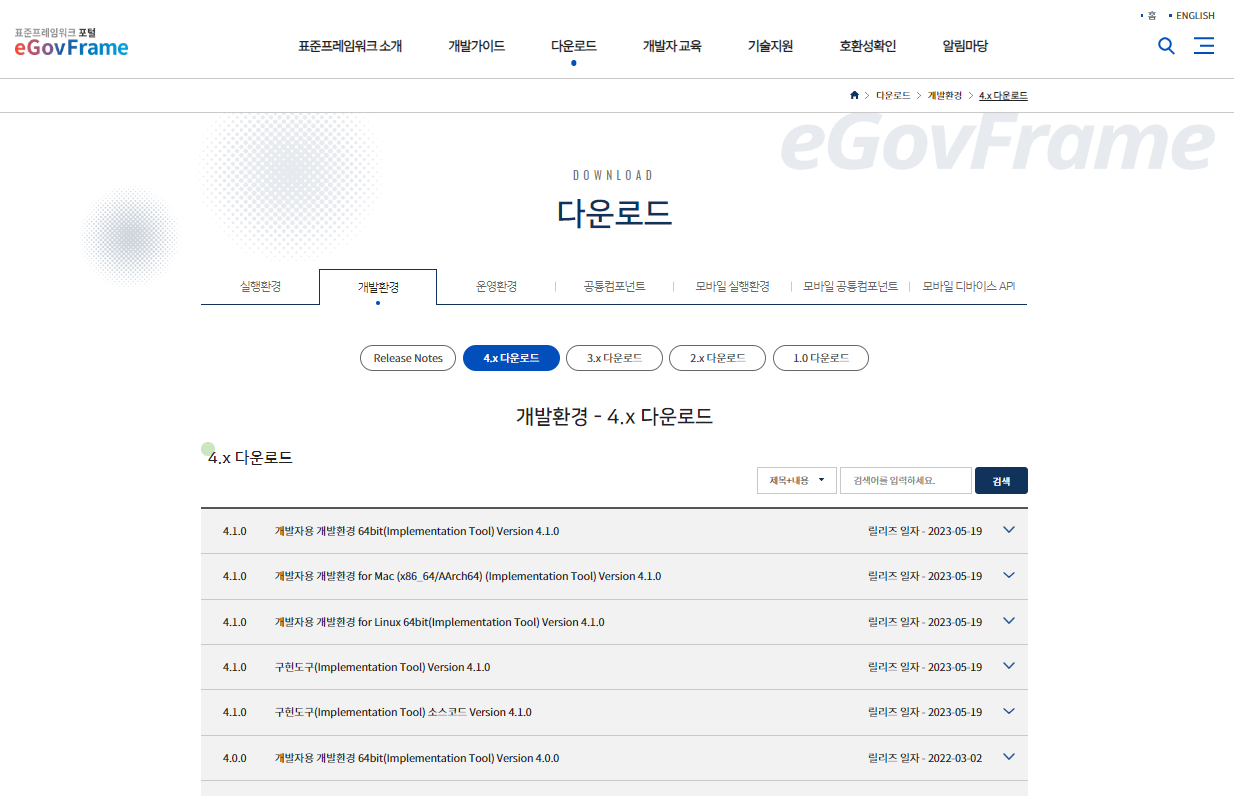 홈 ENGLISH
표준프레임워크 포털
eGovFrame
표준프레임워크 소개 개발가이드 다운로드 개발자 교육 기술지원 호환성확인 알림마당
다운로드 개발환경 4.x 다운로드
eGovFrame
DOWNLOAD
다운로드
실행환경 개발환경 운영환경 공통컴포넌트 모바일 실행환경 모바일 공통컴포넌트 모바일 디바이스 API
Release Notes 4.x 다운로드 3.x 다운로드 2.x 다운로드 1.0 다운로드
개발환경 - 4.x 다운로드
4.x 다운로드
제목+내용 검색어를 입력하세요. 검색
4.1.0 개발자용 개발환경 64bit(Implementation Tool) Version 4.1.0 릴리즈 일자 - 2023-05-19
4.1.0 개발자용 개발환경 for Mac (x86_64/AArch64) (Implementation Tool) Version 4.1.0 릴리즈 일자 - 2023-05-19
4.1.0 개발자용 개발환경 for Linux 64bit(Implementation Tool) Version 4.1.0 릴리즈 일자 - 2023-05-19
4.1.0 구현도구(Implementation Tool) Version 4.1.0 릴리즈 일자 - 2023-05-19
4.1.0 구현도구(Implementation Tool) 소스코드 Version 4.1.0 릴리즈 일자 - 2023-05-19
4.0.0 개발자용 개발환경 64bit(Implementation Tool) Version 4.0.0 릴리즈 일자 - 2022-03-02